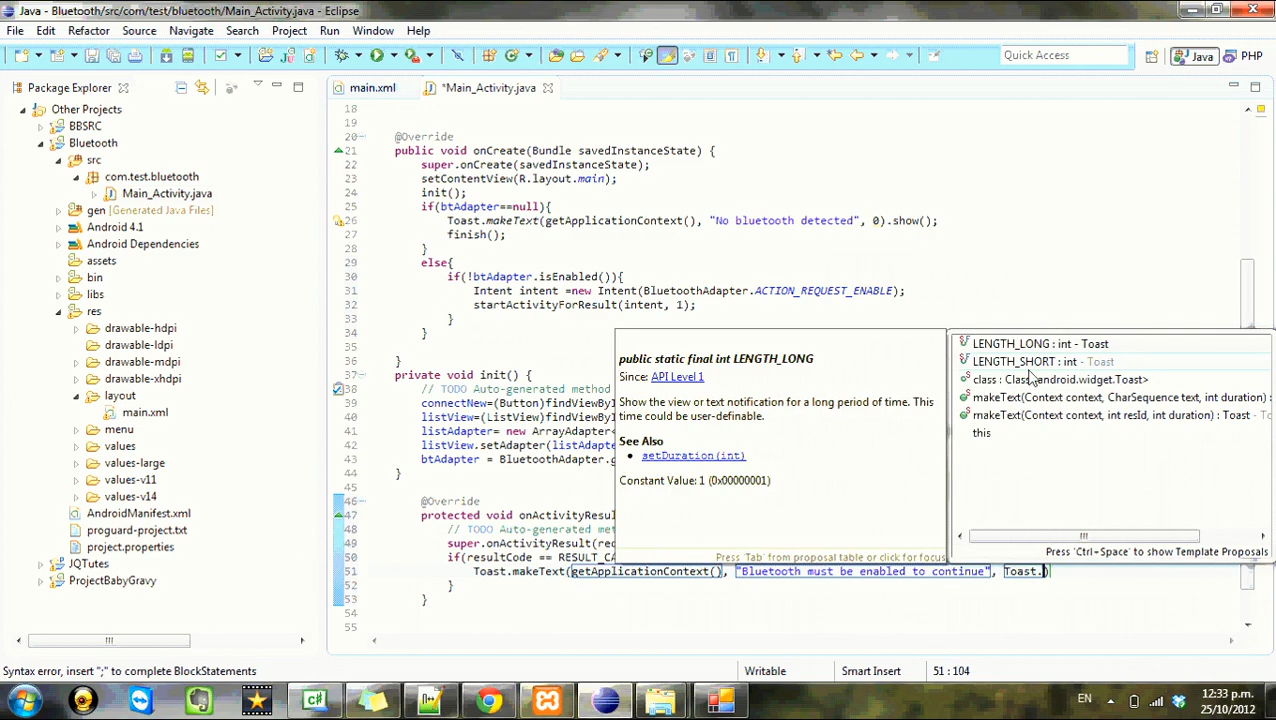 Java - Bluetooth/src/com/test/bluetooth/Main_Activity.java - Eclipse
File Edit Refactor Source Navigate Search Project Run Window Help
Quick Access
Java
PHP
Package Explorer
Other Projects
BBSRC
Bluetooth
src
com.test.bluetooth
Main_Activity.java
gen [Generated Java Files]
Android 4.1
Android Dependencies
assets
bin
libs
res
drawable-hdpi
drawable-ldpi
drawable-mdpi
drawable-xhdpi
layout
main.xml
menu
values
values-large
values-v11
values-v14
AndroidManifest.xml
proguard-project.txt
project.properties
JQTutes
ProjectBabyGravy
main.xml
*Main_Activity.java
18
19
20 @Override
21 public void onCreate(Bundle savedInstanceState) {
22 super.onCreate(savedInstanceState);
23 setContentView(R.layout.main);
24 init();
25 if(btAdapter==null){
26 Toast.makeText(getApplicationContext(), "No bluetooth detected", 0).show();
27 finish();
28 }
29 else{
30 if(!btAdapter.isEnabled()){
31 Intent intent =new Intent(BluetoothAdapter.ACTION_REQUEST_ENABLE);
32 startActivityForResult(intent, 1);
33 }
34 }
35
36 }
37 private void init() {
38 // TODO Auto-generated method
39 connectNew=(Button)findViewBy
40 listView=(ListView)findViewBy
41 listAdapter= new ArrayAdapter
42 listView.setAdapter(listAdapte
43 btAdapter = BluetoothAdapter.g
44 }
45
46 @Override
47 protected void onActivityResul
48 // TODO Auto-generated met
49 super.onActivityResult(rec
50 if(resultCode == RESULT_CA
51 Toast.makeText(getApplicationContext(), "Bluetooth must be enabled to continue", Toast.)
52 }
53 }
54
55
public static final int LENGTH_LONG
Since: API Level 1
Show the view or text notification for a long period of time. This
time could be user-definable.
See Also
setDuration(int)
Constant Value: 1 (0x00000001)
Press 'Tab' from proposal table or click for focus
LENGTH_LONG : int - Toast
LENGTH_SHORT : int - Toast
class : Class<android.widget.Toast>
makeText(Context context, CharSequence text, int duration) :
makeText(Context context, int resId, int duration) : Toast - To
this
Press 'Ctrl+Space' to show Template Proposals
Syntax error, insert ";" to complete BlockStatements
Writable
Smart Insert
51 : 104
EN
12:33 p.m.
25/10/2012